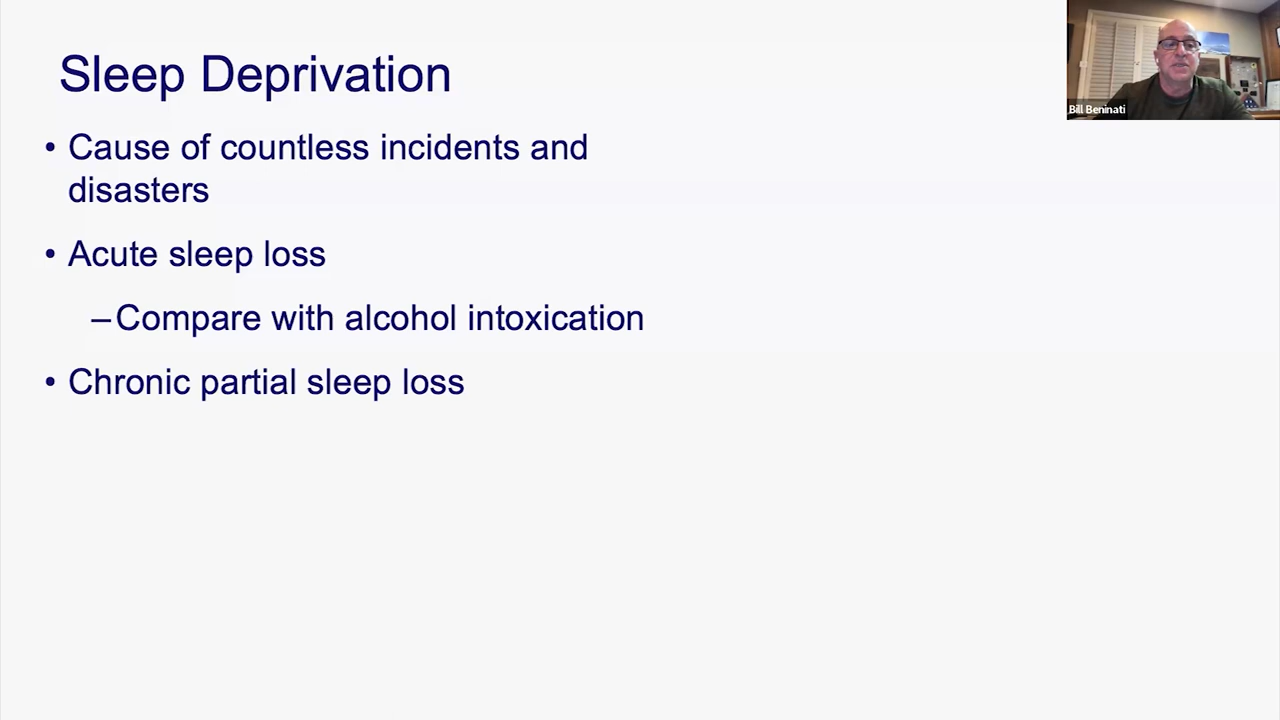 Sleep Deprivation
• Cause of countless incidents and
disasters
• Acute sleep loss
– Compare with alcohol intoxication
• Chronic partial sleep loss
Bill Beninati